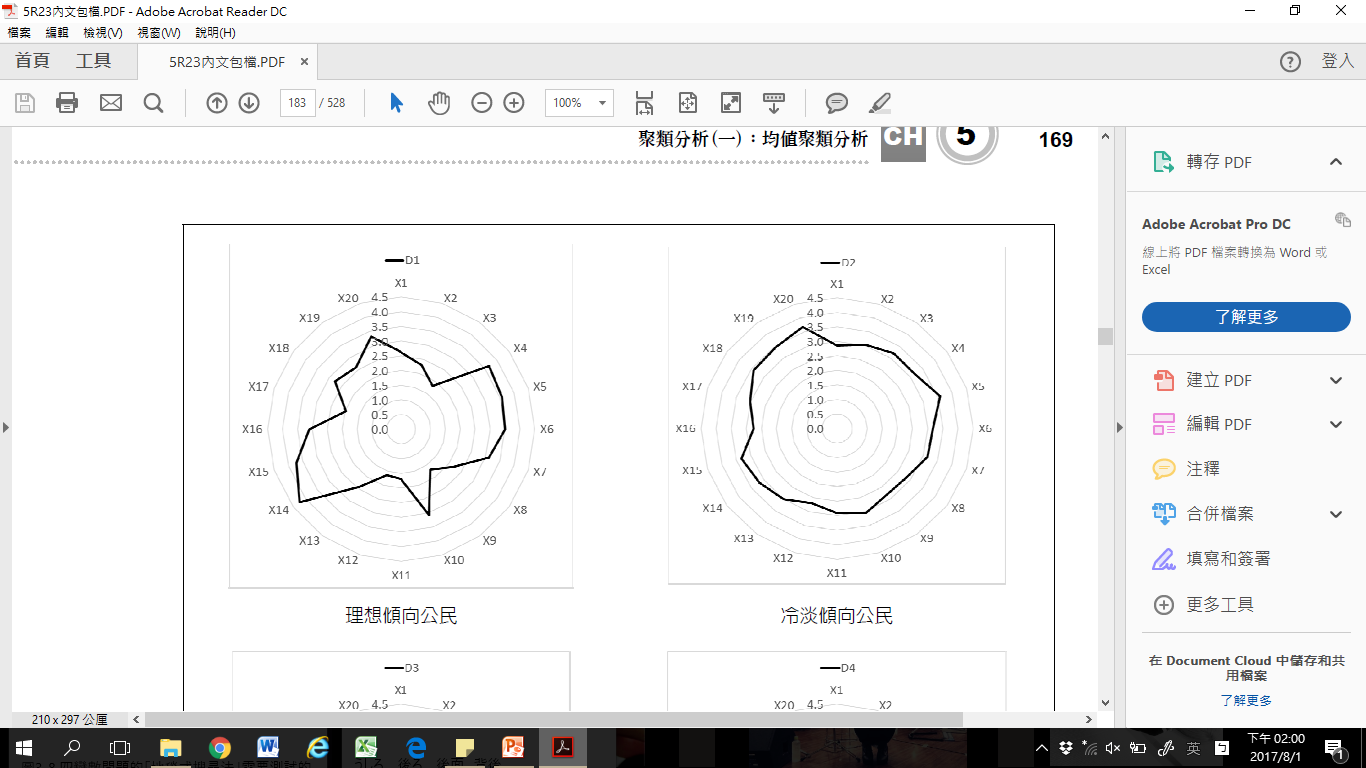 5R23內文包檔.PDF - Adobe Acrobat Reader DC
檔案 編輯 檢視(V) 視窗(W) 說明(H)
首頁 工具 5R23內文包檔.PDF × 登入
183 / 528 100%
聚類分析(一)：均值聚類分析 CH 5 169
D1
X1
X2
X3
X4
X5
X6
X7
X8
X9
X10
X11
X12
X13
X14
X15
X16
X17
X18
X19
X20
4.5
4.0
3.5
3.0
2.5
2.0
1.5
1.0
0.5
0.0
理想傾向公民
D2
X1
X2
X3
X4
X5
X6
X7
X8
X9
X10
X11
X12
X13
X14
X15
X16
X17
X18
X19
X20
4.5
4.0
3.5
3.0
2.5
2.0
1.5
1.0
0.5
0.0
冷淡傾向公民
D3
X1
X20 4.5 X2
D4
X1
X20 4.5 X2
轉存 PDF
Adobe Acrobat Pro DC
線上將 PDF 檔案轉換為 Word 或
Excel
了解更多
建立 PDF
編輯 PDF
注釋
合併檔案
填寫和簽署
更多工具
在 Document Cloud 中儲存和共
用檔案
了解更多
210 x 297 公厘
英
下午 02:00
2017/8/1
1